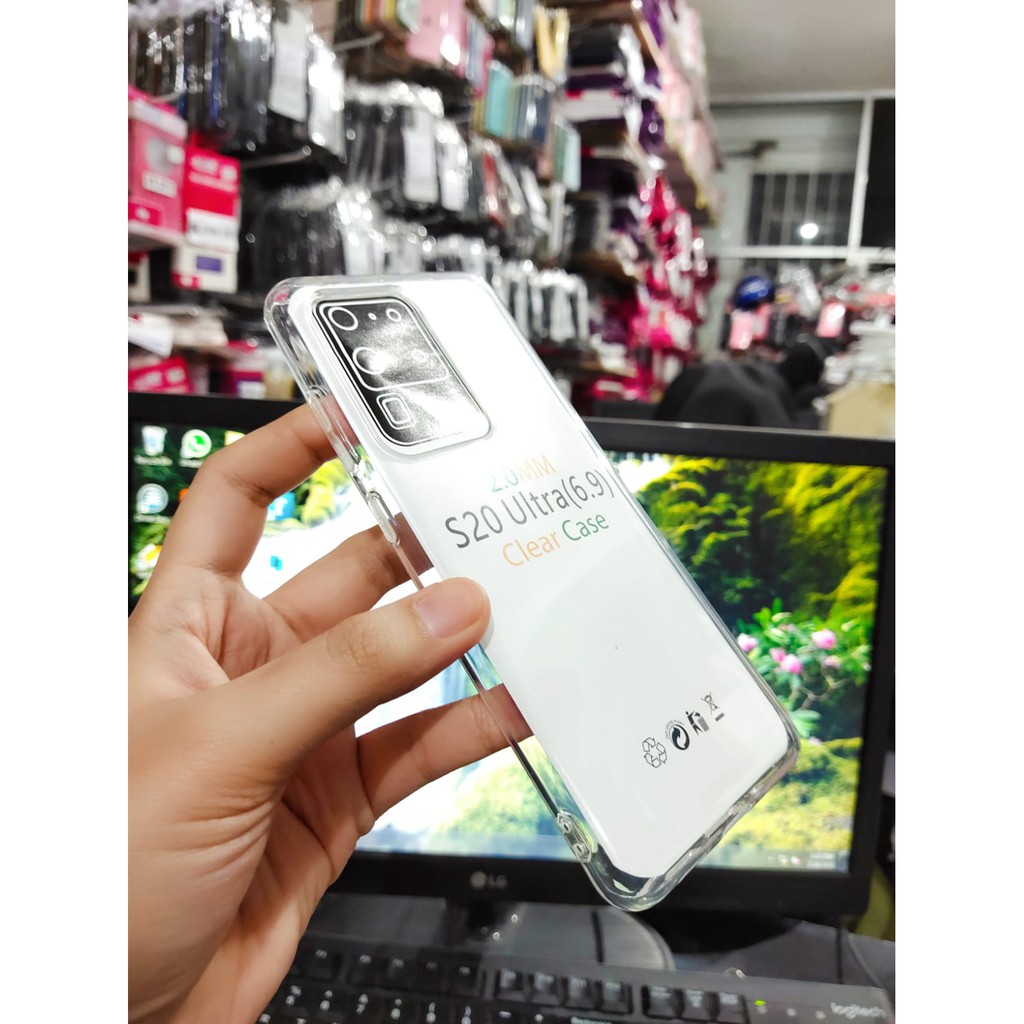 2.0MM
S20 Ultra(6.9)
Clear Case
LG
logitech